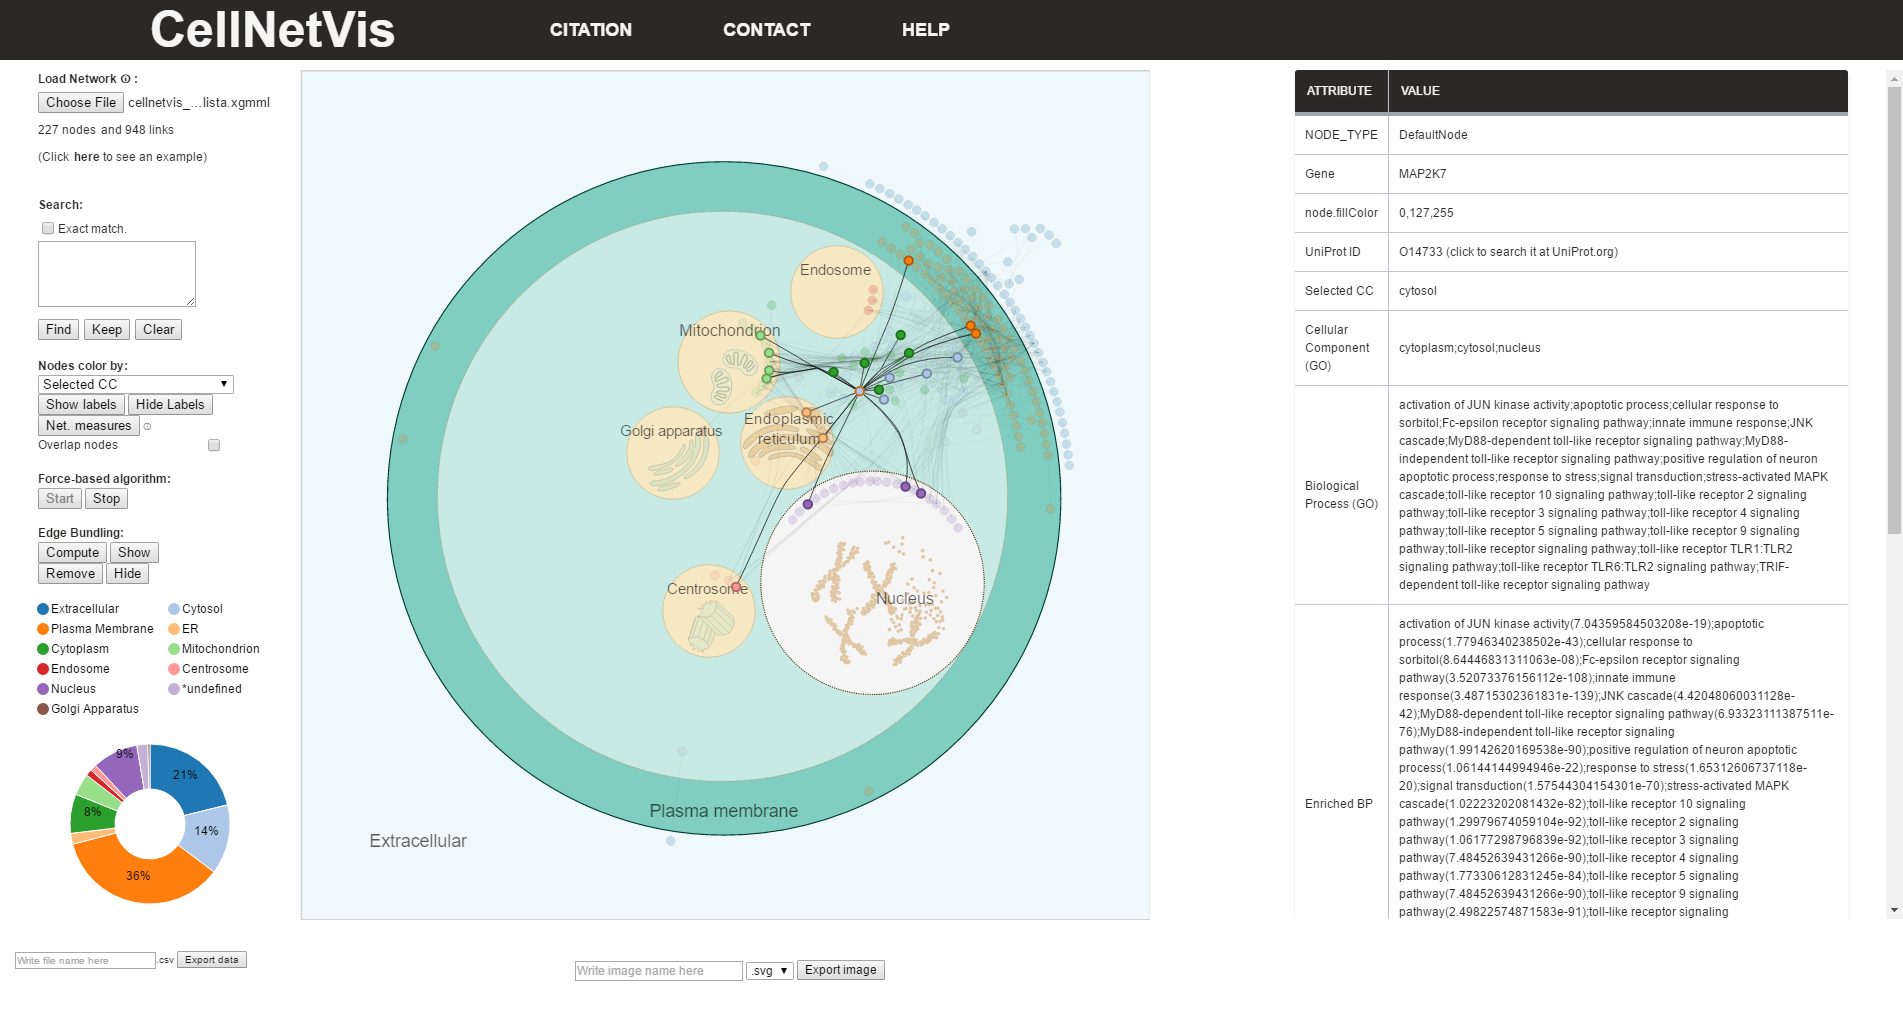 CellNetVis
CITATION
CONTACT
HELP
Load Network :
Choose File cellnetvis_...lista.xgmml
227 nodes and 948 links
(Click here to see an example)
Search:
Exact match.
Find Keep Clear
Nodes color by:
Selected CC
Show labels Hide Labels
Net. measures
Overlap nodes
Force-based algorithm:
Start Stop
Edge Bundling:
Compute Show
Remove Hide
Extracellular Cytosol
Plasma Membrane ER
Cytoplasm Mitochondrion
Endosome Centrosome
Nucleus *undefined
Golgi Apparatus
9%
21%
8%
14%
36%
Write file name here .csv Export data
Endosome
Mitochondrion
Golgi apparatus
Endoplasmic
reticulum
Centrosome
Nucleus
Plasma membrane
Extracellular
Write image name here .svg Export image
ATTRIBUTE VALUE
NODE_TYPE DefaultNode
Gene MAP2K7
node.fillColor 0,127,255
UniProt ID O14733 (click to search it at UniProt.org)
Selected CC cytosol
Cellular
Component
(GO)
cytoplasm;cytosol;nucleus
Biological
Process (GO)
activation of JUN kinase activity;apoptotic process;cellular response to
sorbitol;Fc-epsilon receptor signaling pathway;innate immune response;JNK
cascade;MyD88-dependent toll-like receptor signaling pathway;MyD88-
independent toll-like receptor signaling pathway;positive regulation of neuron
apoptotic process;response to stress;signal transduction;stress-activated MAPK
cascade;toll-like receptor 10 signaling pathway;toll-like receptor 2 signaling
pathway;toll-like receptor 3 signaling pathway;toll-like receptor 4 signaling
pathway;toll-like receptor 5 signaling pathway;toll-like receptor 9 signaling
pathway;toll-like receptor signaling pathway;toll-like receptor TLR1:TLR2
signaling pathway;toll-like receptor TLR6:TLR2 signaling pathway;TRIF-
dependent toll-like receptor signaling pathway
Enriched BP
activation of JUN kinase activity(7.04359584503208e-19);apoptotic
process(1.77946340238502e-43);cellular response to
sorbitol(8.64446831311063e-08);Fc-epsilon receptor signaling
pathway(3.52073376156112e-108);innate immune
response(3.48715302361831e-139);JNK cascade(4.42048060031128e-
42);MyD88-dependent toll-like receptor signaling pathway(6.93323111387511e-
76);MyD88-independent toll-like receptor signaling
pathway(1.99142620169538e-90);positive regulation of neuron apoptotic
process(1.06144144994946e-22);response to stress(1.65312606737118e-
20);signal transduction(1.57544304154301e-70);stress-activated MAPK
cascade(1.02223202081432e-82);toll-like receptor 10 signaling
pathway(1.29979674059104e-92);toll-like receptor 2 signaling
pathway(1.06177298796839e-92);toll-like receptor 3 signaling
pathway(7.48452639431266e-90);toll-like receptor 4 signaling
pathway(1.77330612831245e-84);toll-like receptor 5 signaling
pathway(7.48452639431266e-90);toll-like receptor 9 signaling
pathway(2.49822574871583e-91);toll-like receptor signaling